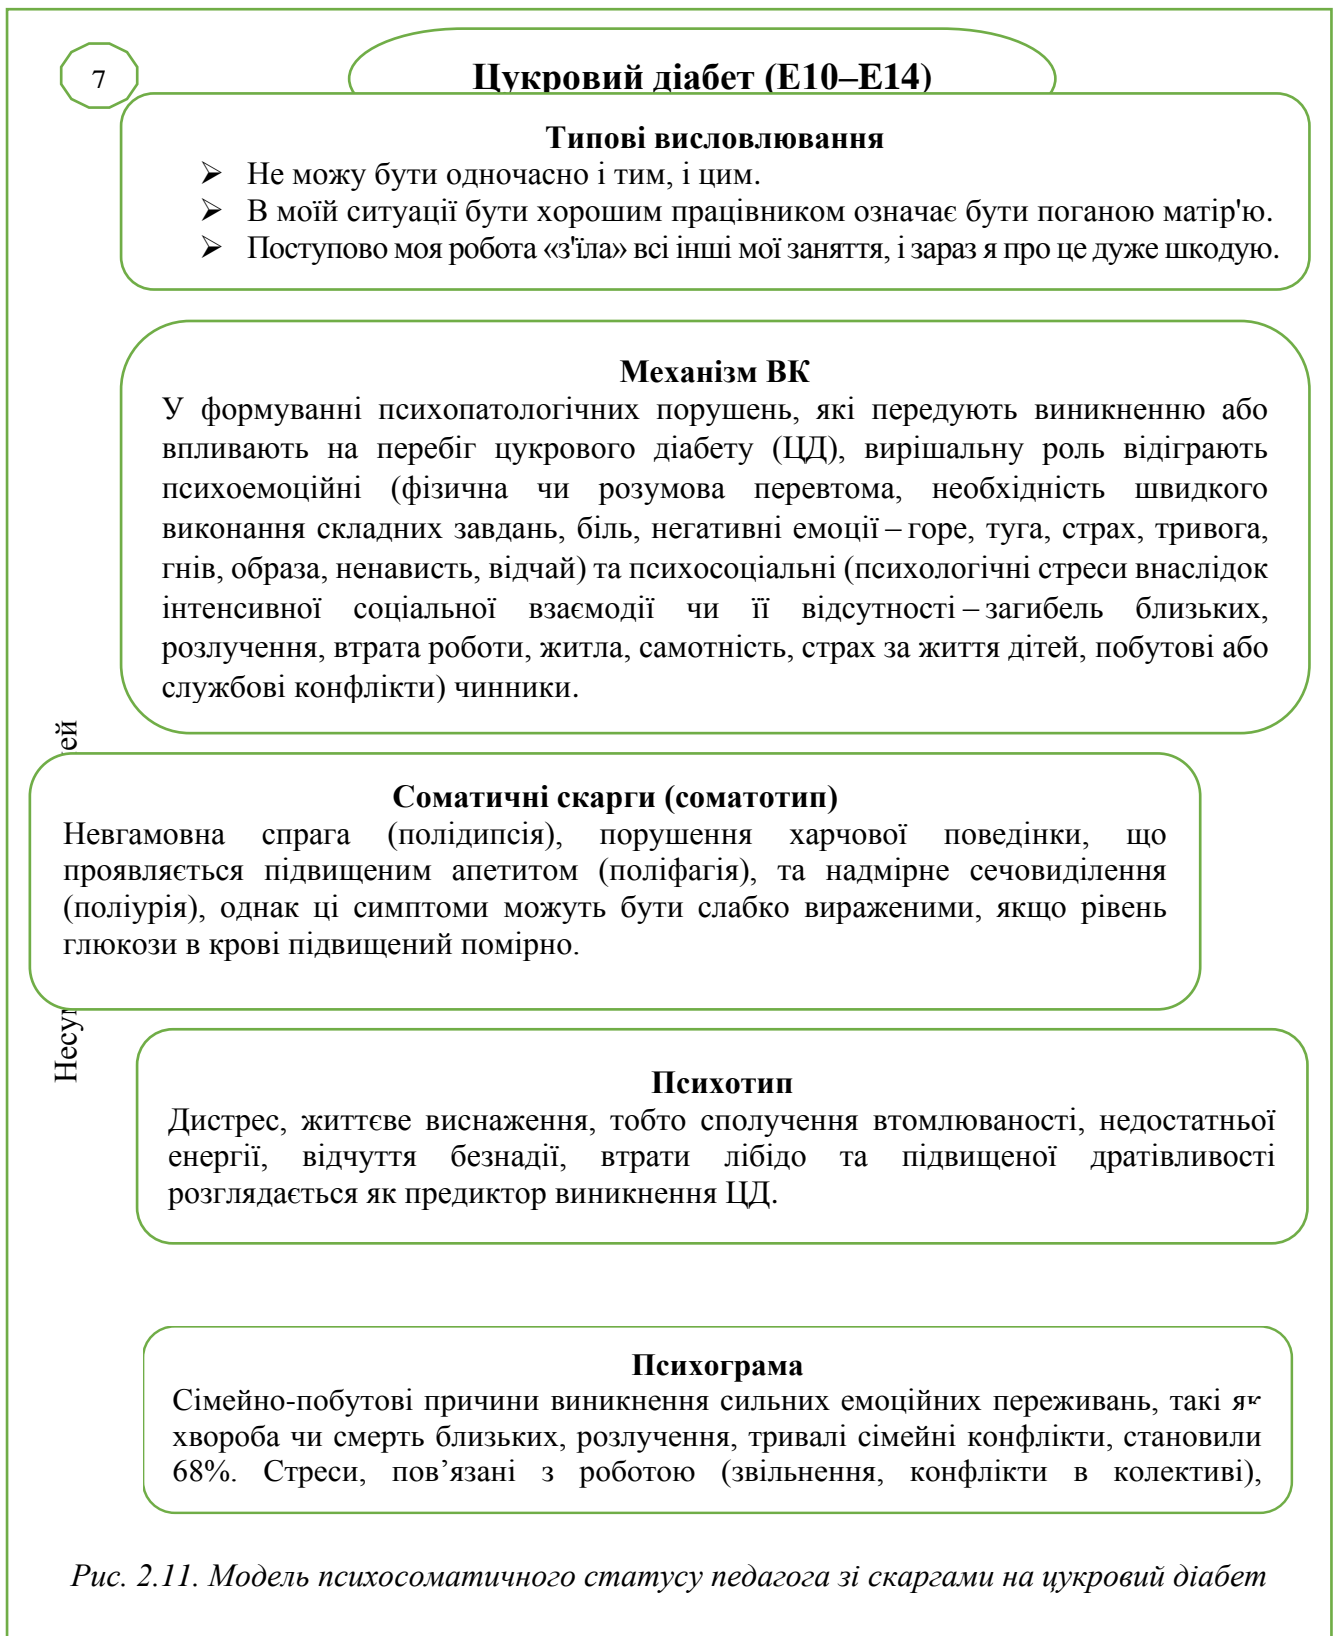 7
Цукровий діабет (E10–E14)
Типові висловлювання
➢ Не можу бути одночасно і тим, і цим.
➢ В моїй ситуації бути хорошим працівником означає бути поганою матір'ю.
➢ Поступово моя робота «з'їла» всі інші мої заняття, і зараз я про це дуже шкодую.
Механізм ВК
У формуванні психопатологічних порушень, які передують виникненню або
впливають на перебіг цукрового діабету (ЦД), вирішальну роль відіграють
психоемоційні (фізична чи розумова перевтома, необхідність швидкого
виконання складних завдань, біль, негативні емоції – горе, туга, страх, тривога,
гнів, образа, ненависть, відчай) та психосоціальні (психологічні стреси внаслідок
інтенсивної соціальної взаємодії чи її відсутності – загибель близьких,
розлучення, втрата роботи, житла, самотність, страх за життя дітей, побутові або
службові конфлікти) чинники.
Соматичні скарги (соматотип)
Невгамовна спрага (полідипсія), порушення харчової поведінки, що
проявляється підвищеним апетитом (поліфагія), та надмірне сечовиділення
(поліурія), однак ці симптоми можуть бути слабко вираженими, якщо рівень
глюкози в крові підвищений помірно.
Психотип
Дистрес, життєве виснаження, тобто сполучення втомлюваності, недостатньої
енергії, відчуття безнадії, втрати лібідо та підвищеної дратівливості
розглядається як предиктор виникнення ЦД.
Психограма
Сімейно-побутові причини виникнення сильних емоційних переживань, такі як
хвороба чи смерть близьких, розлучення, тривалі сімейні конфлікти, становили
68%. Стреси, пов’язані з роботою (звільнення, конфлікти в колективі),
Рис. 2.11. Модель психосоматичного статусу педагога зі скаргами на цукровий діабет